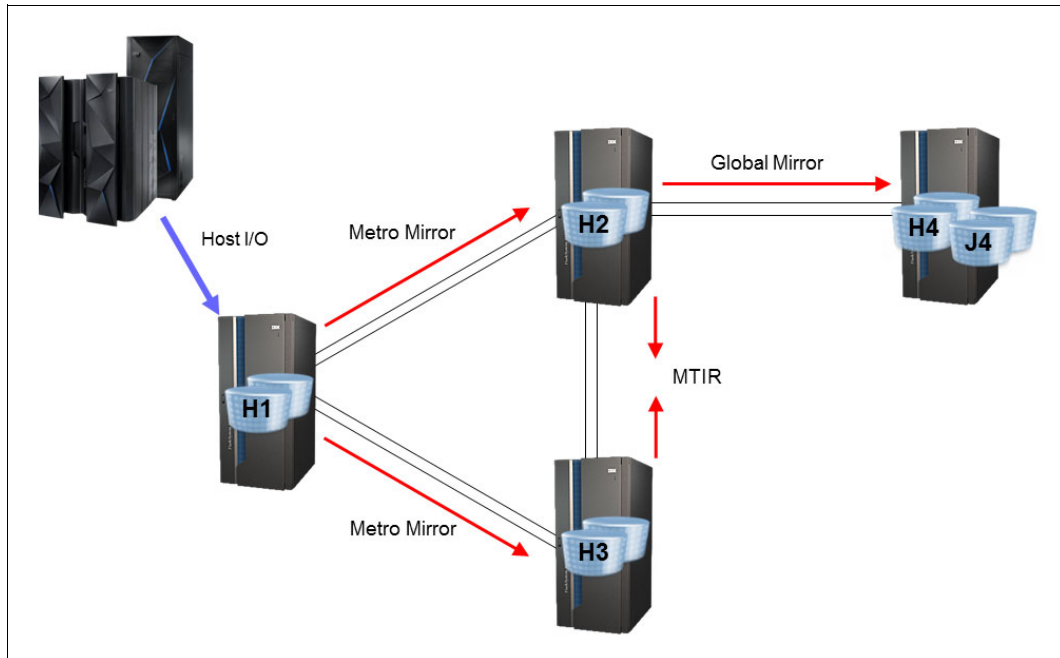 Host I/O
Metro Mirror
H2
Global Mirror
H4
J4
H1
MTIR
Metro Mirror
H3